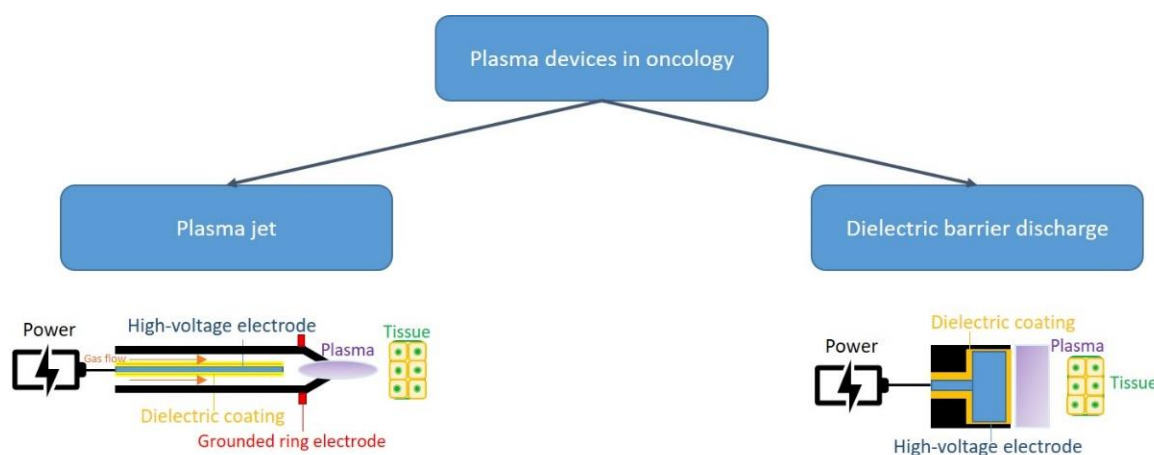 Plasma devices in oncology
Plasma jet
Dielectric barrier discharge
Power
High-voltage electrode
Gas flow
Plasma
Tissue
Dielectric coating
Grounded ring electrode
Power
Dielectric coating
Plasma
Tissue
High-voltage electrode